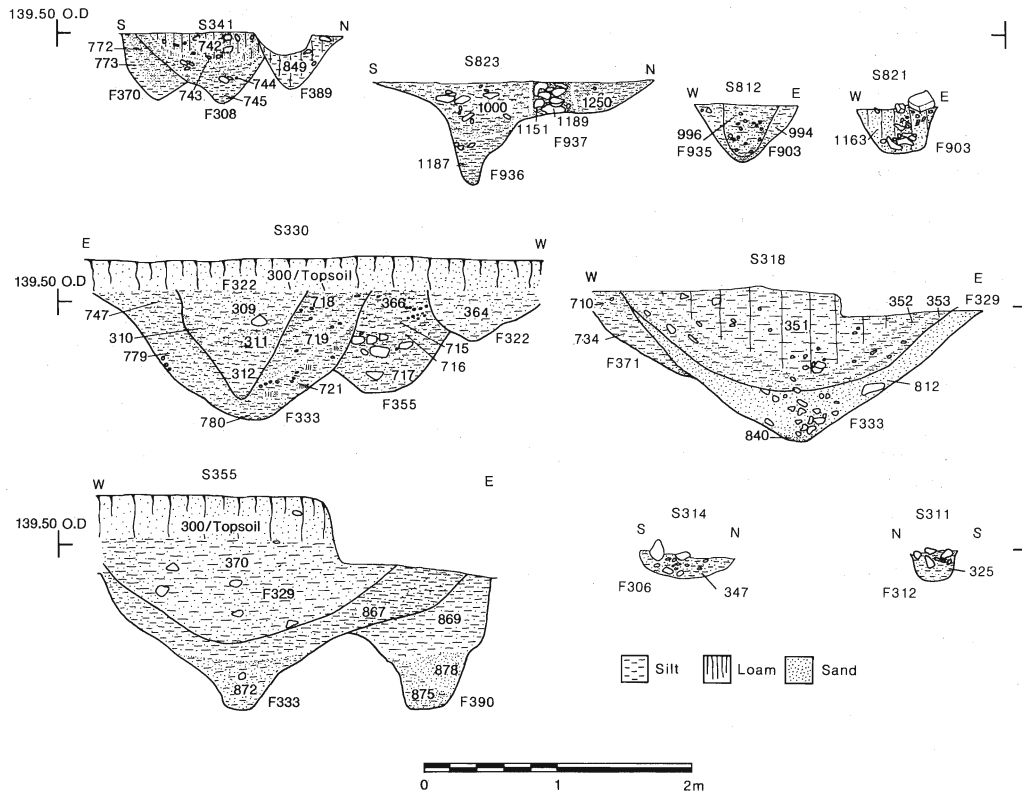 139.50 O.D
S S341 N
772 742
773 849
744
F370 743 745 F389
F308
S823
S N
1000 1250
1151 1189
F937
1187
F936
S812
W E
996 994
F935 F903
S821
W E
1163
F903
S330
E W
139.50 O.D
300/Topsoil
F322
747 309 718 366 364
310 311 719 715 F322
779 716
312 721 717
F355
780 F333
S318
W E
710 352 353 F329
351
734
F371
812
F333
840
S355
W E
139.50 O.D
300/Topsoil
370
F329
867
869
878
872 875
F333 F390
S314
S N
F306 347
S311
N S
325
F312
Silt Loam Sand
0 1 2m